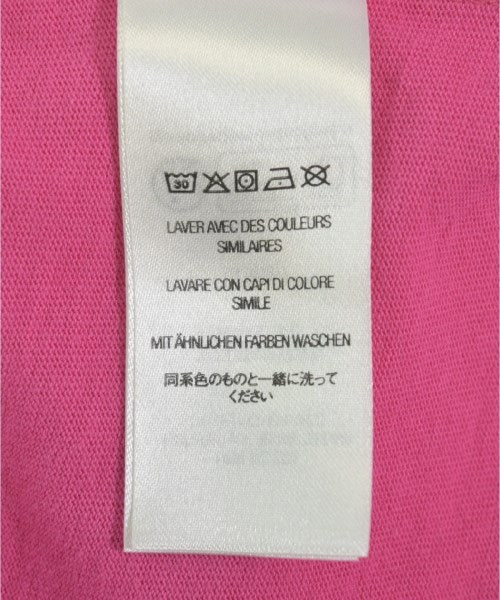 30
LAVER AVEC DES COULEURS
SIMILAIRES
LAVARE CON CAPI DI COLORE
SIMILE
MIT ÄHNLICHEN FARBEN WASCHEN
同系色のものと一緒に洗って
ください